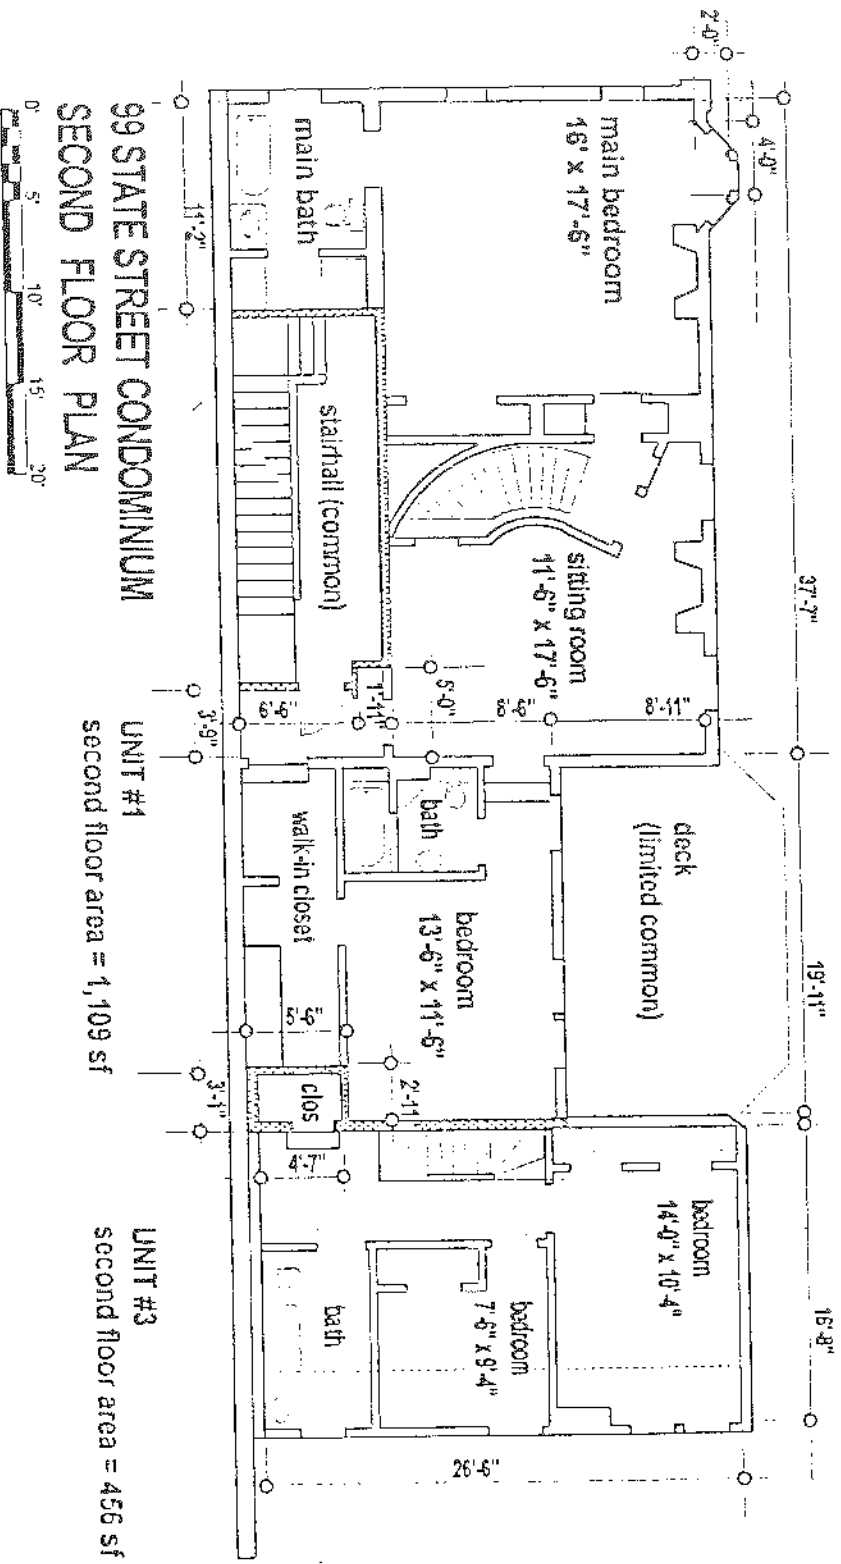 2'-0"
4'-0"
37'-7"
19'-11"
16'-8"
main bedroom
16' x 17'-6"
main bath
11'-2"
stairhall (common)
sitting room
11'-6" x 17'-6"
8'-11"
5'-0"
1'-11"
6'-6"
3'-9"
deck
(limited common)
bath
bedroom
13'-6" x 11'-6"
walk-in closet
5'-6"
2'-11
clos
3'-1"
4'-7"
bedroom
14'-0" x 10'-4"
bedroom
7'-6" x 9'-4"
bath
26'-6"
99 STATE STREET CONDOMINIUM
SECOND FLOOR PLAN
0' 5' 10' 15' 20'
UNIT #1
second floor area = 1,109 sf
UNIT #3
second floor area = 456 sf